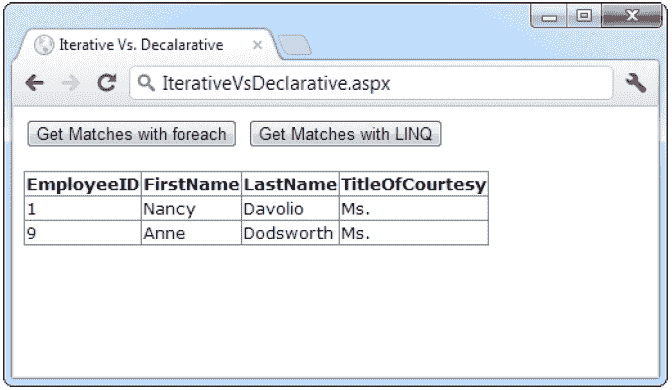 Iterative Vs. Decalarative
IterativeVsDeclarative.aspx
Get Matches with foreach Get Matches with LINQ
EmployeeID FirstName LastName TitleOfCourtesy
1 Nancy Davolio Ms.
9 Anne Dodsworth Ms.